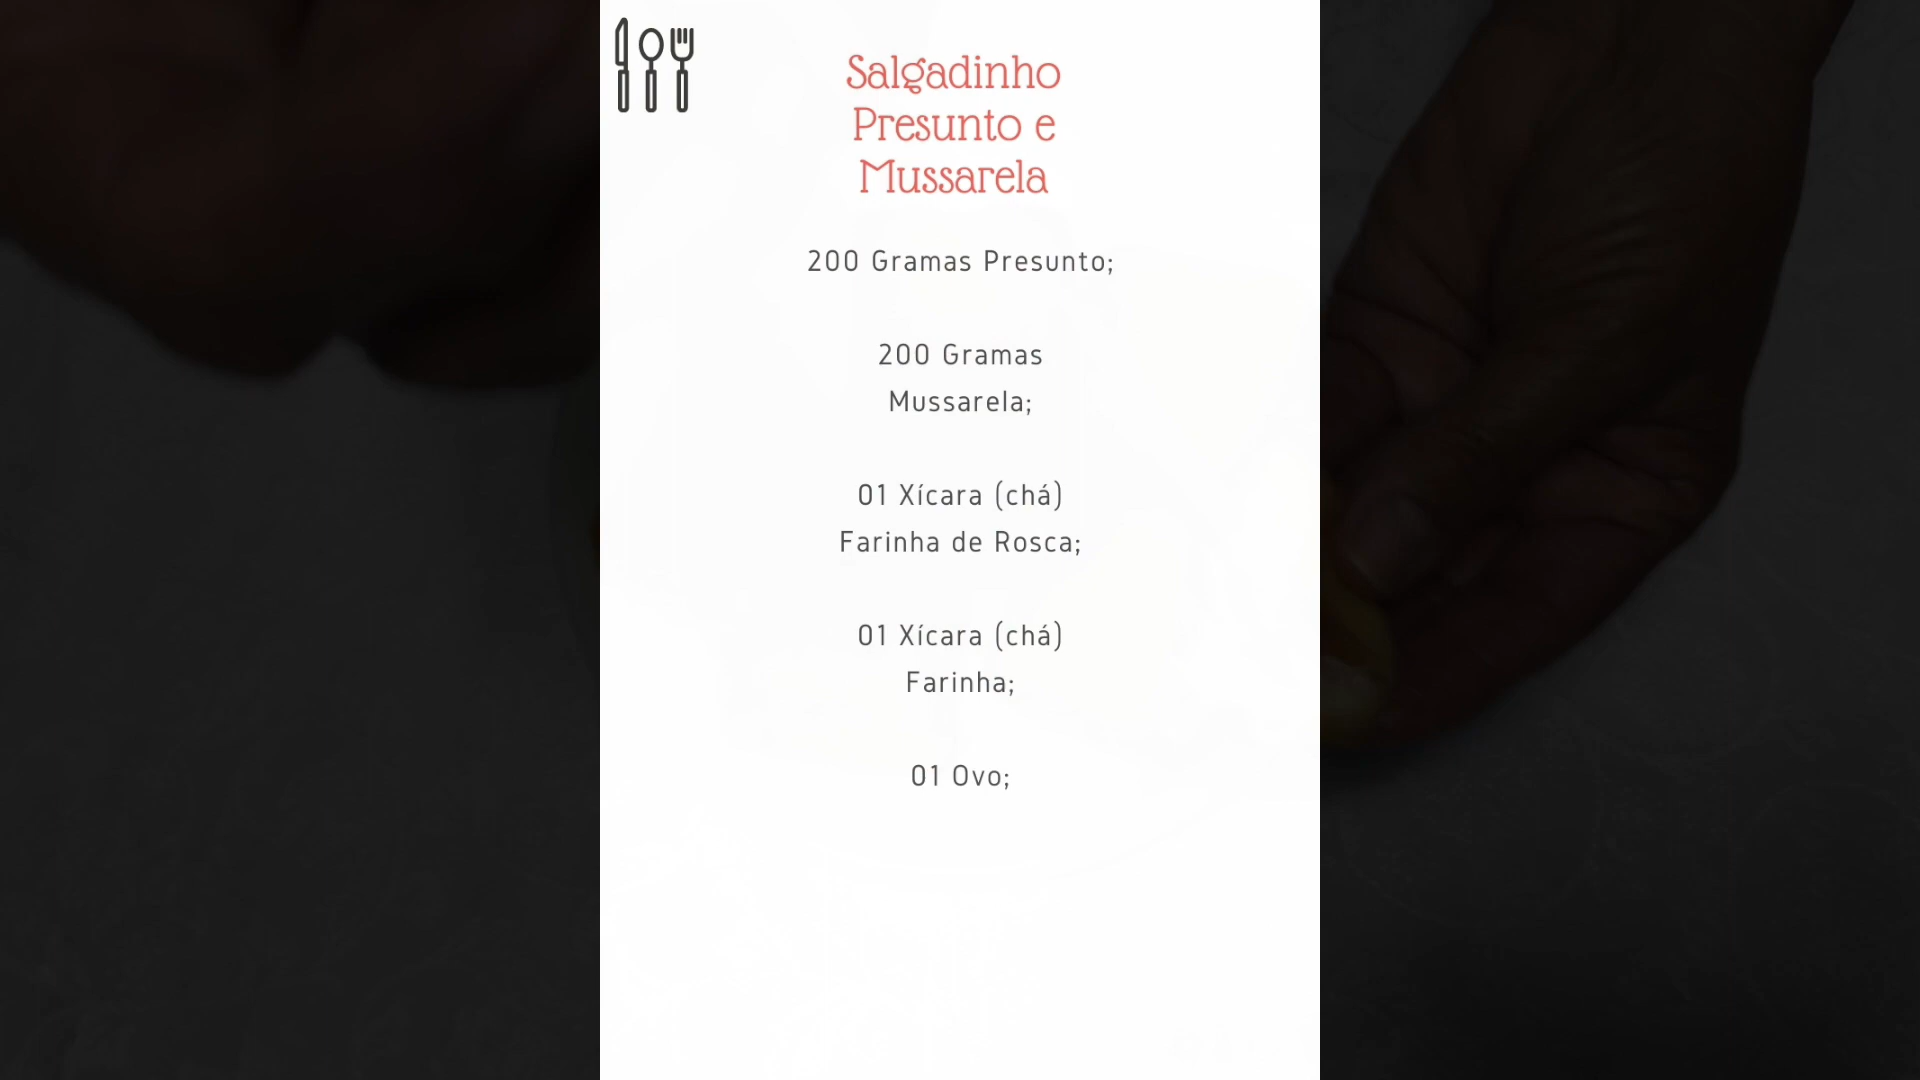 Salgadinho
Presunto e
Mussarela
200 Gramas Presunto;
200 Gramas
Mussarela;
01 Xícara (chá)
Farinha de Rosca;
01 Xícara (chá)
Farinha;
01 Ovo;